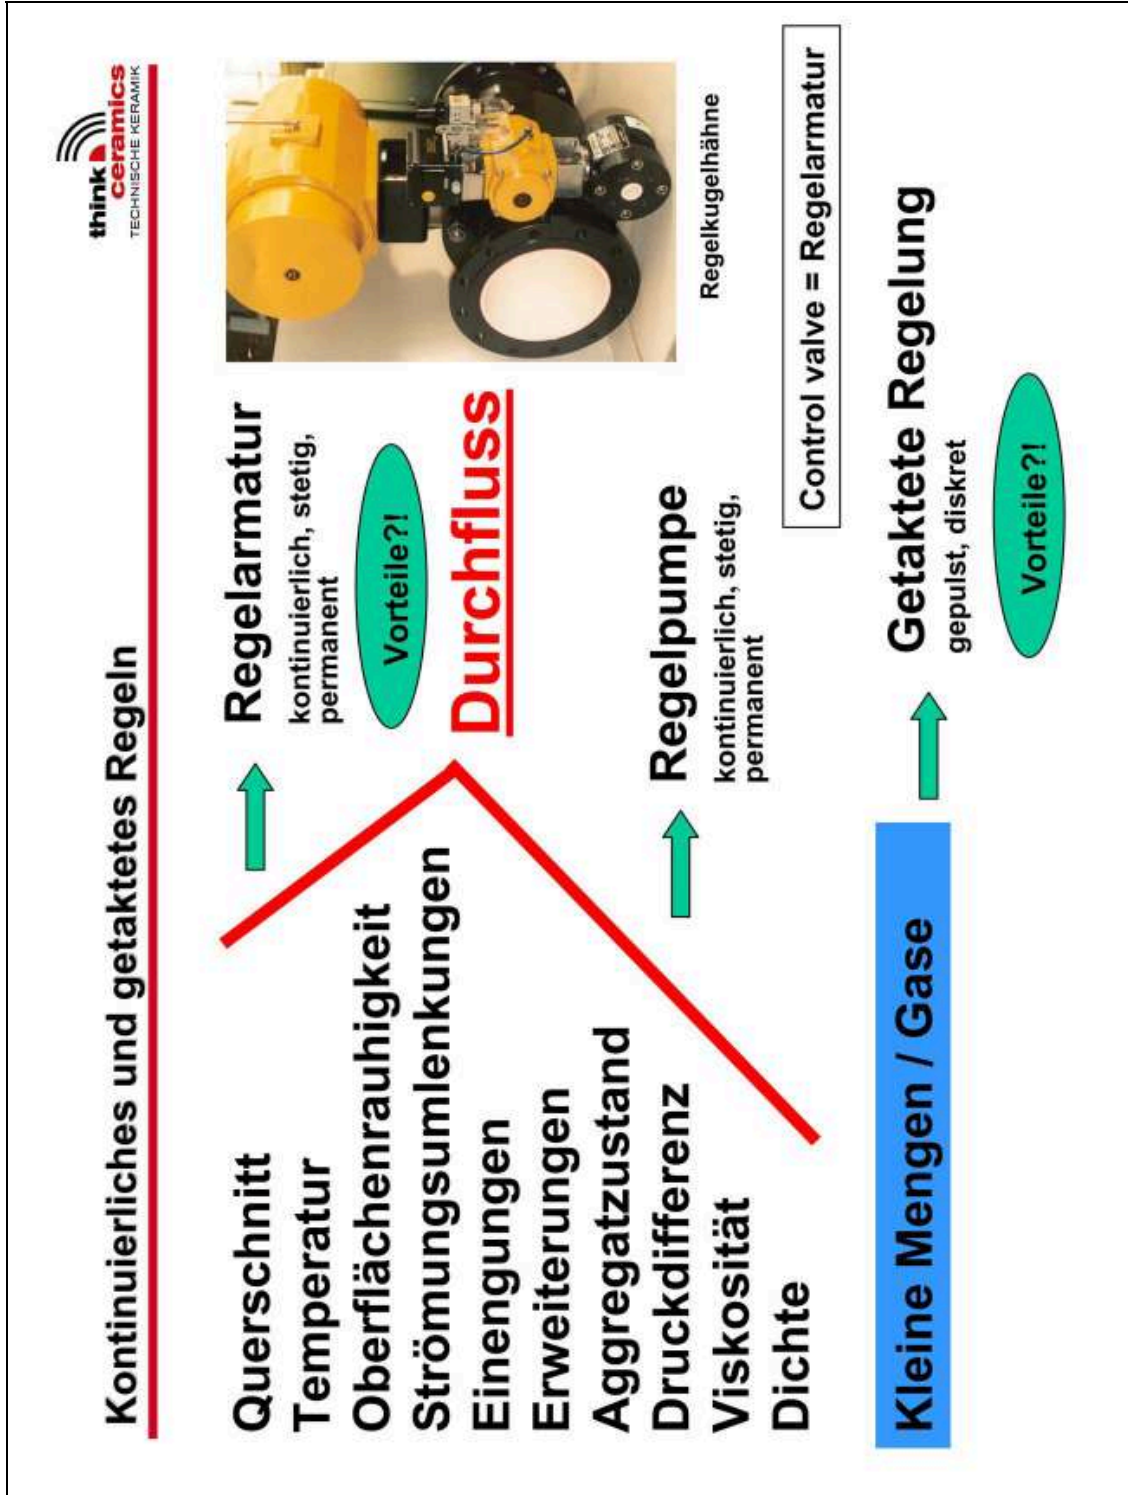 Kontinuierliches und getaktetes Regeln
think
ceramics
TECHNISCHE KERAMIK
Querschnitt
Temperatur
Oberflächenrauhigkeit
Strömungsumlenkungen
Einengungen
Erweiterungen
Aggregatzustand
Druckdifferenz
Viskosität
Dichte
Regelarmatur
kontinuierlich, stetig,
permanent
Vorteile?!
Durchfluss
Regelpumpe
kontinuierlich, stetig,
permanent
Regelkugelhähne
Control valve = Regelarmatur
Kleine Mengen / Gase
Getaktete Regelung
gepulst, diskret
Vorteile?!